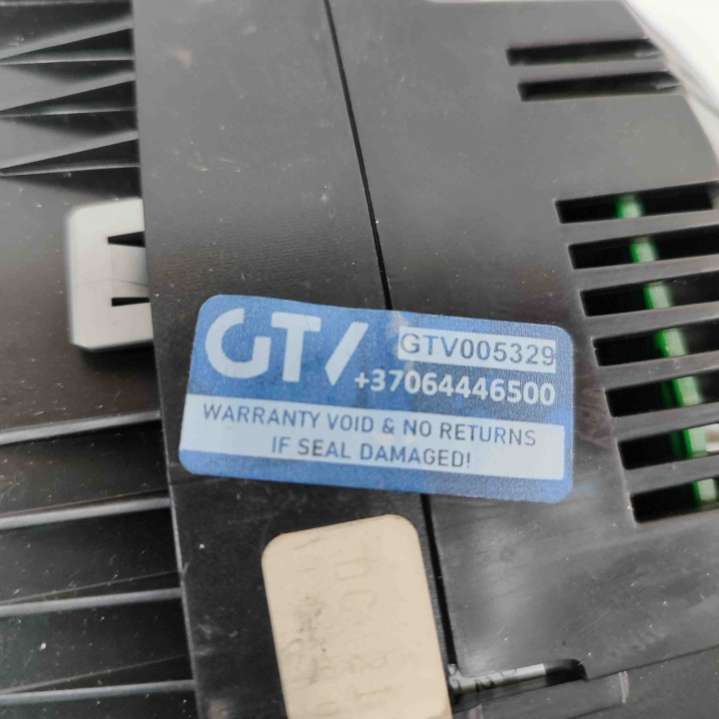 GTV
GTV005329
+37064446500
WARRANTY VOID & NO RETURNS
IF SEAL DAMAGED!